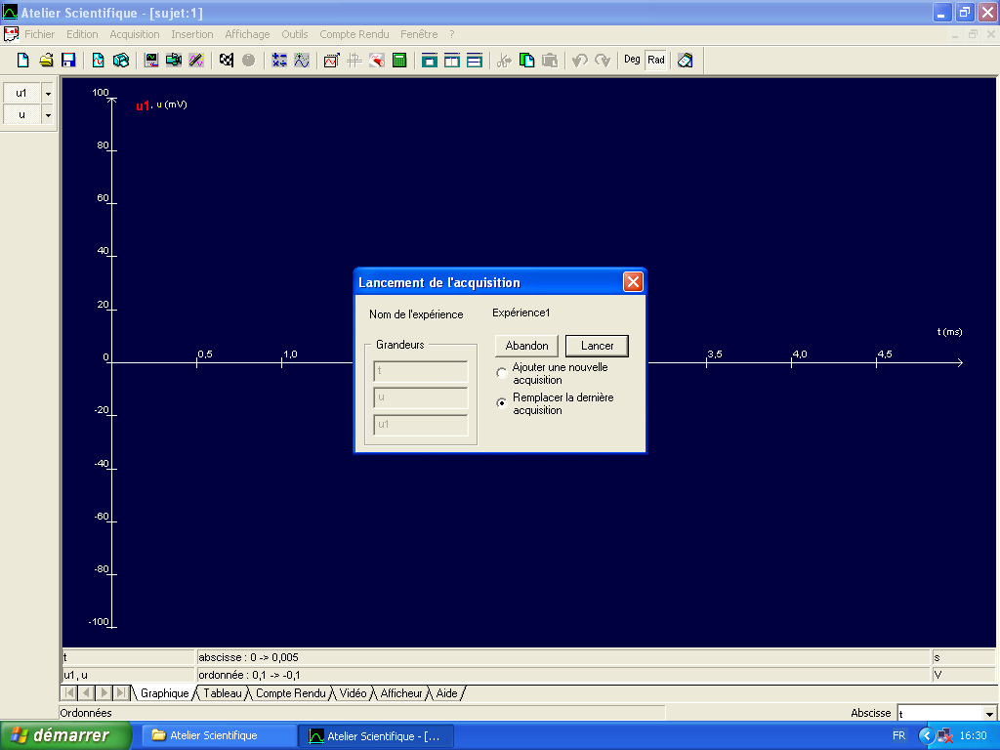 Atelier Scientifique - [sujet:1]
Fichier Edition Acquisition Insertion Affichage Outils Compte Rendu Fenêtre ?
Deg Rad
u1
u
u1, u (mV)
100
80
60
40
20
0
-20
-40
-60
-80
-100
0,5 1,0 3,5 4,0 4,5
t (ms)
Lancement de l'acquisition
Nom de l'expérience Expérience1
Grandeurs
t
u
u1
Abandon Lancer
Ajouter une nouvelle
acquisition
Remplacer la dernière
acquisition
t abscisse : 0 -> 0,005 s
u1, u ordonnée : 0,1 -> -0,1 V
Graphique Tableau Compte Rendu Vidéo Afficheur Aide
Ordonnées Abscisse t
démarrer Atelier Scientifique Atelier Scientifique - [... FR 16:30